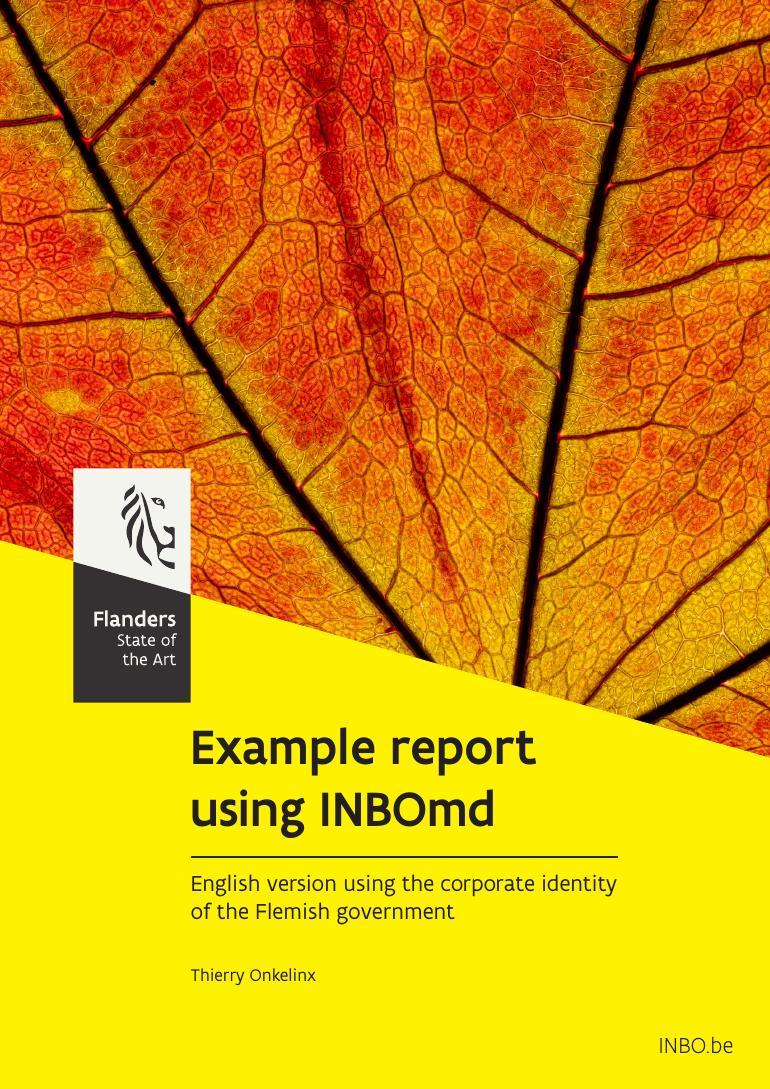 Flanders
State of
the Art
Example report
using INBOmd
English version using the corporate identity
of the Flemish government
Thierry Onkelinx
INBO.be